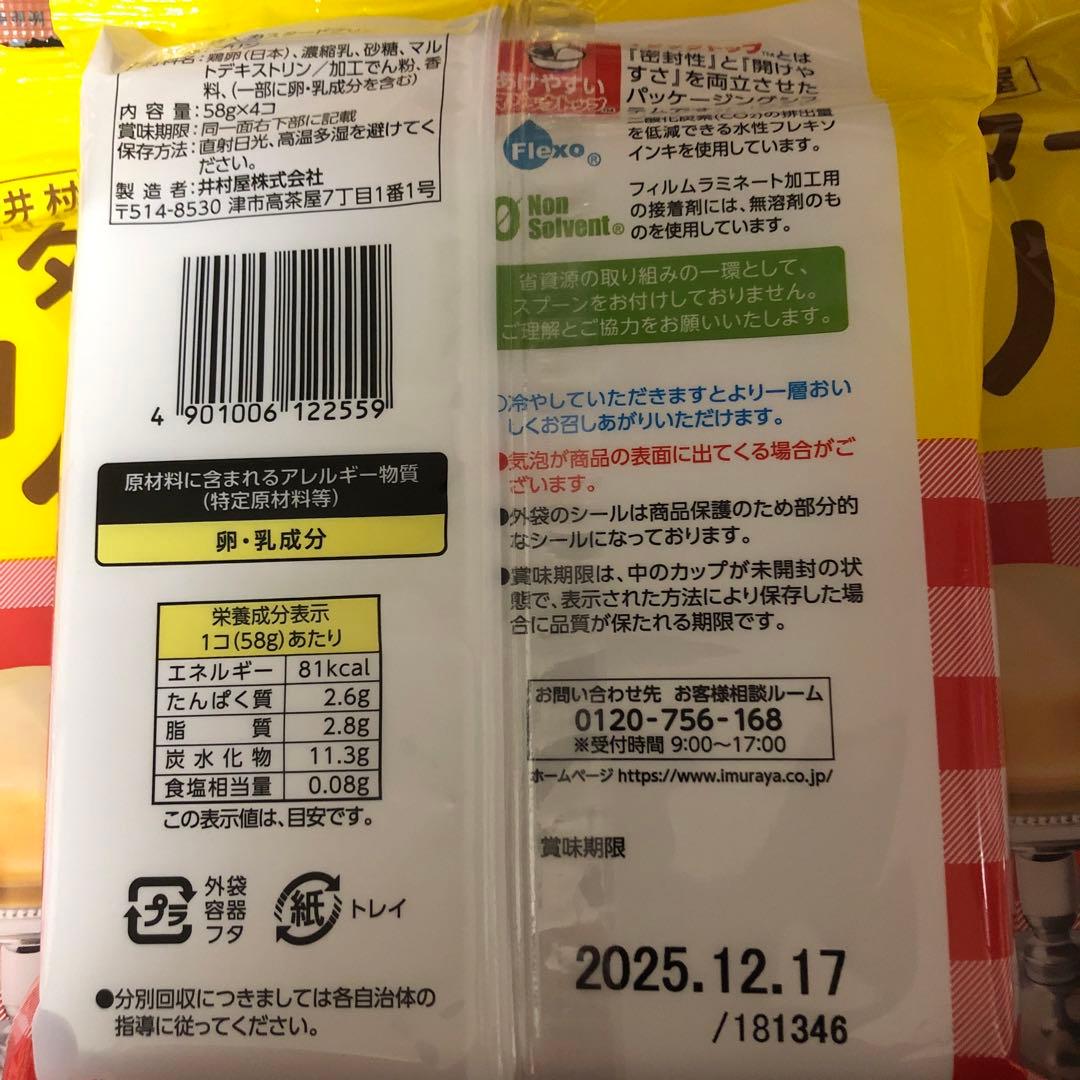 鶏卵(日本)、濃縮乳、砂糖、マル
トデキストリン/加工でん粉、香
料、(一部に卵・乳成分を含む)
内容量:58g×4コ
賞味期限:同一面右下部に記載
保存方法:直射日光、高温多湿を避けてく
ださい。
製造者:井村屋株式会社
〒514-8530 津市高茶屋7丁目1番1号
4 901006 122559
原材料に含まれるアレルギー物質
(特定原材料等)
卵・乳成分
栄養成分表示
1コ(58g)あたり
エネルギー 81kcal
たんぱく質 2.6g
脂質 2.8g
炭水化物 11.3g
食塩相当量 0.08g
この表示値は、目安です。
プラ
外袋
容器
フタ
紙
トレイ
●分別回収につきましては各自治体の
指導に従ってください。
あけやすい
『密封性』と『開けや
すさ』を両立させた
パッケージングシス
二酸化炭素(CO2)の排出量
を低減できる水性フレキソ
インキを使用しています。
Flexo®
Non
Solvent®
フィルムラミネート加工用
の接着剤には、無溶剤のも
のを使用しています。
省資源の取り組みの一環として、
スプーンをお付けしておりません。
ご理解とご協力をお願いいたします。
冷やしていただきますとより一層おい
しくお召しあがりいただけます。
●気泡が商品の表面に出てくる場合がご
ざいます。
●外袋のシールは商品保護のため部分的
なシールになっております。
●賞味期限は、中のカップが未開封の状
態で、表示された方法により保存した場
合に品質が保たれる期限です。
お問い合わせ先 お客様相談ルーム
0120-756-168
※受付時間 9:00～17:00
ホームページ https://www.imuraya.co.jp/
賞味期限
2025.12.17
/181346
井村